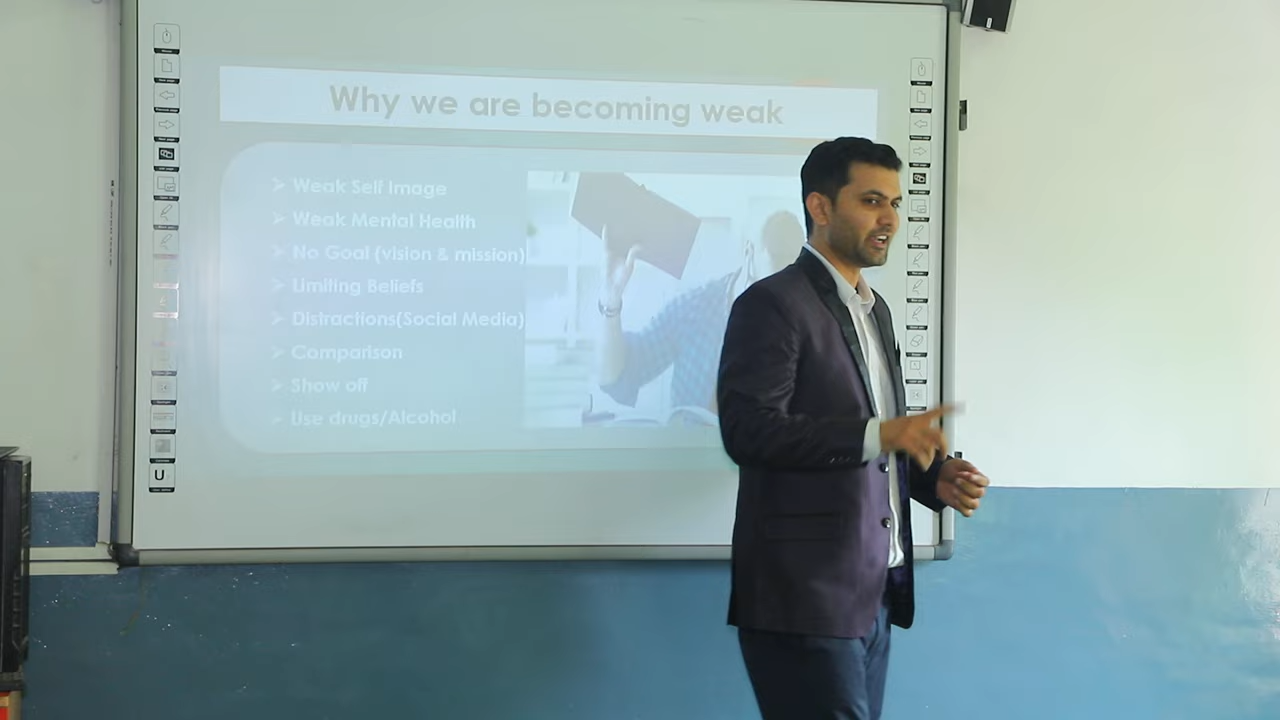 Why we are becoming weak
Weak Self Image
Weak Mental Health
No Goal (vision & mission)
Limiting Beliefs
Distractions(Social Media)
Comparison
Show off
Use drugs/Alcohol
U